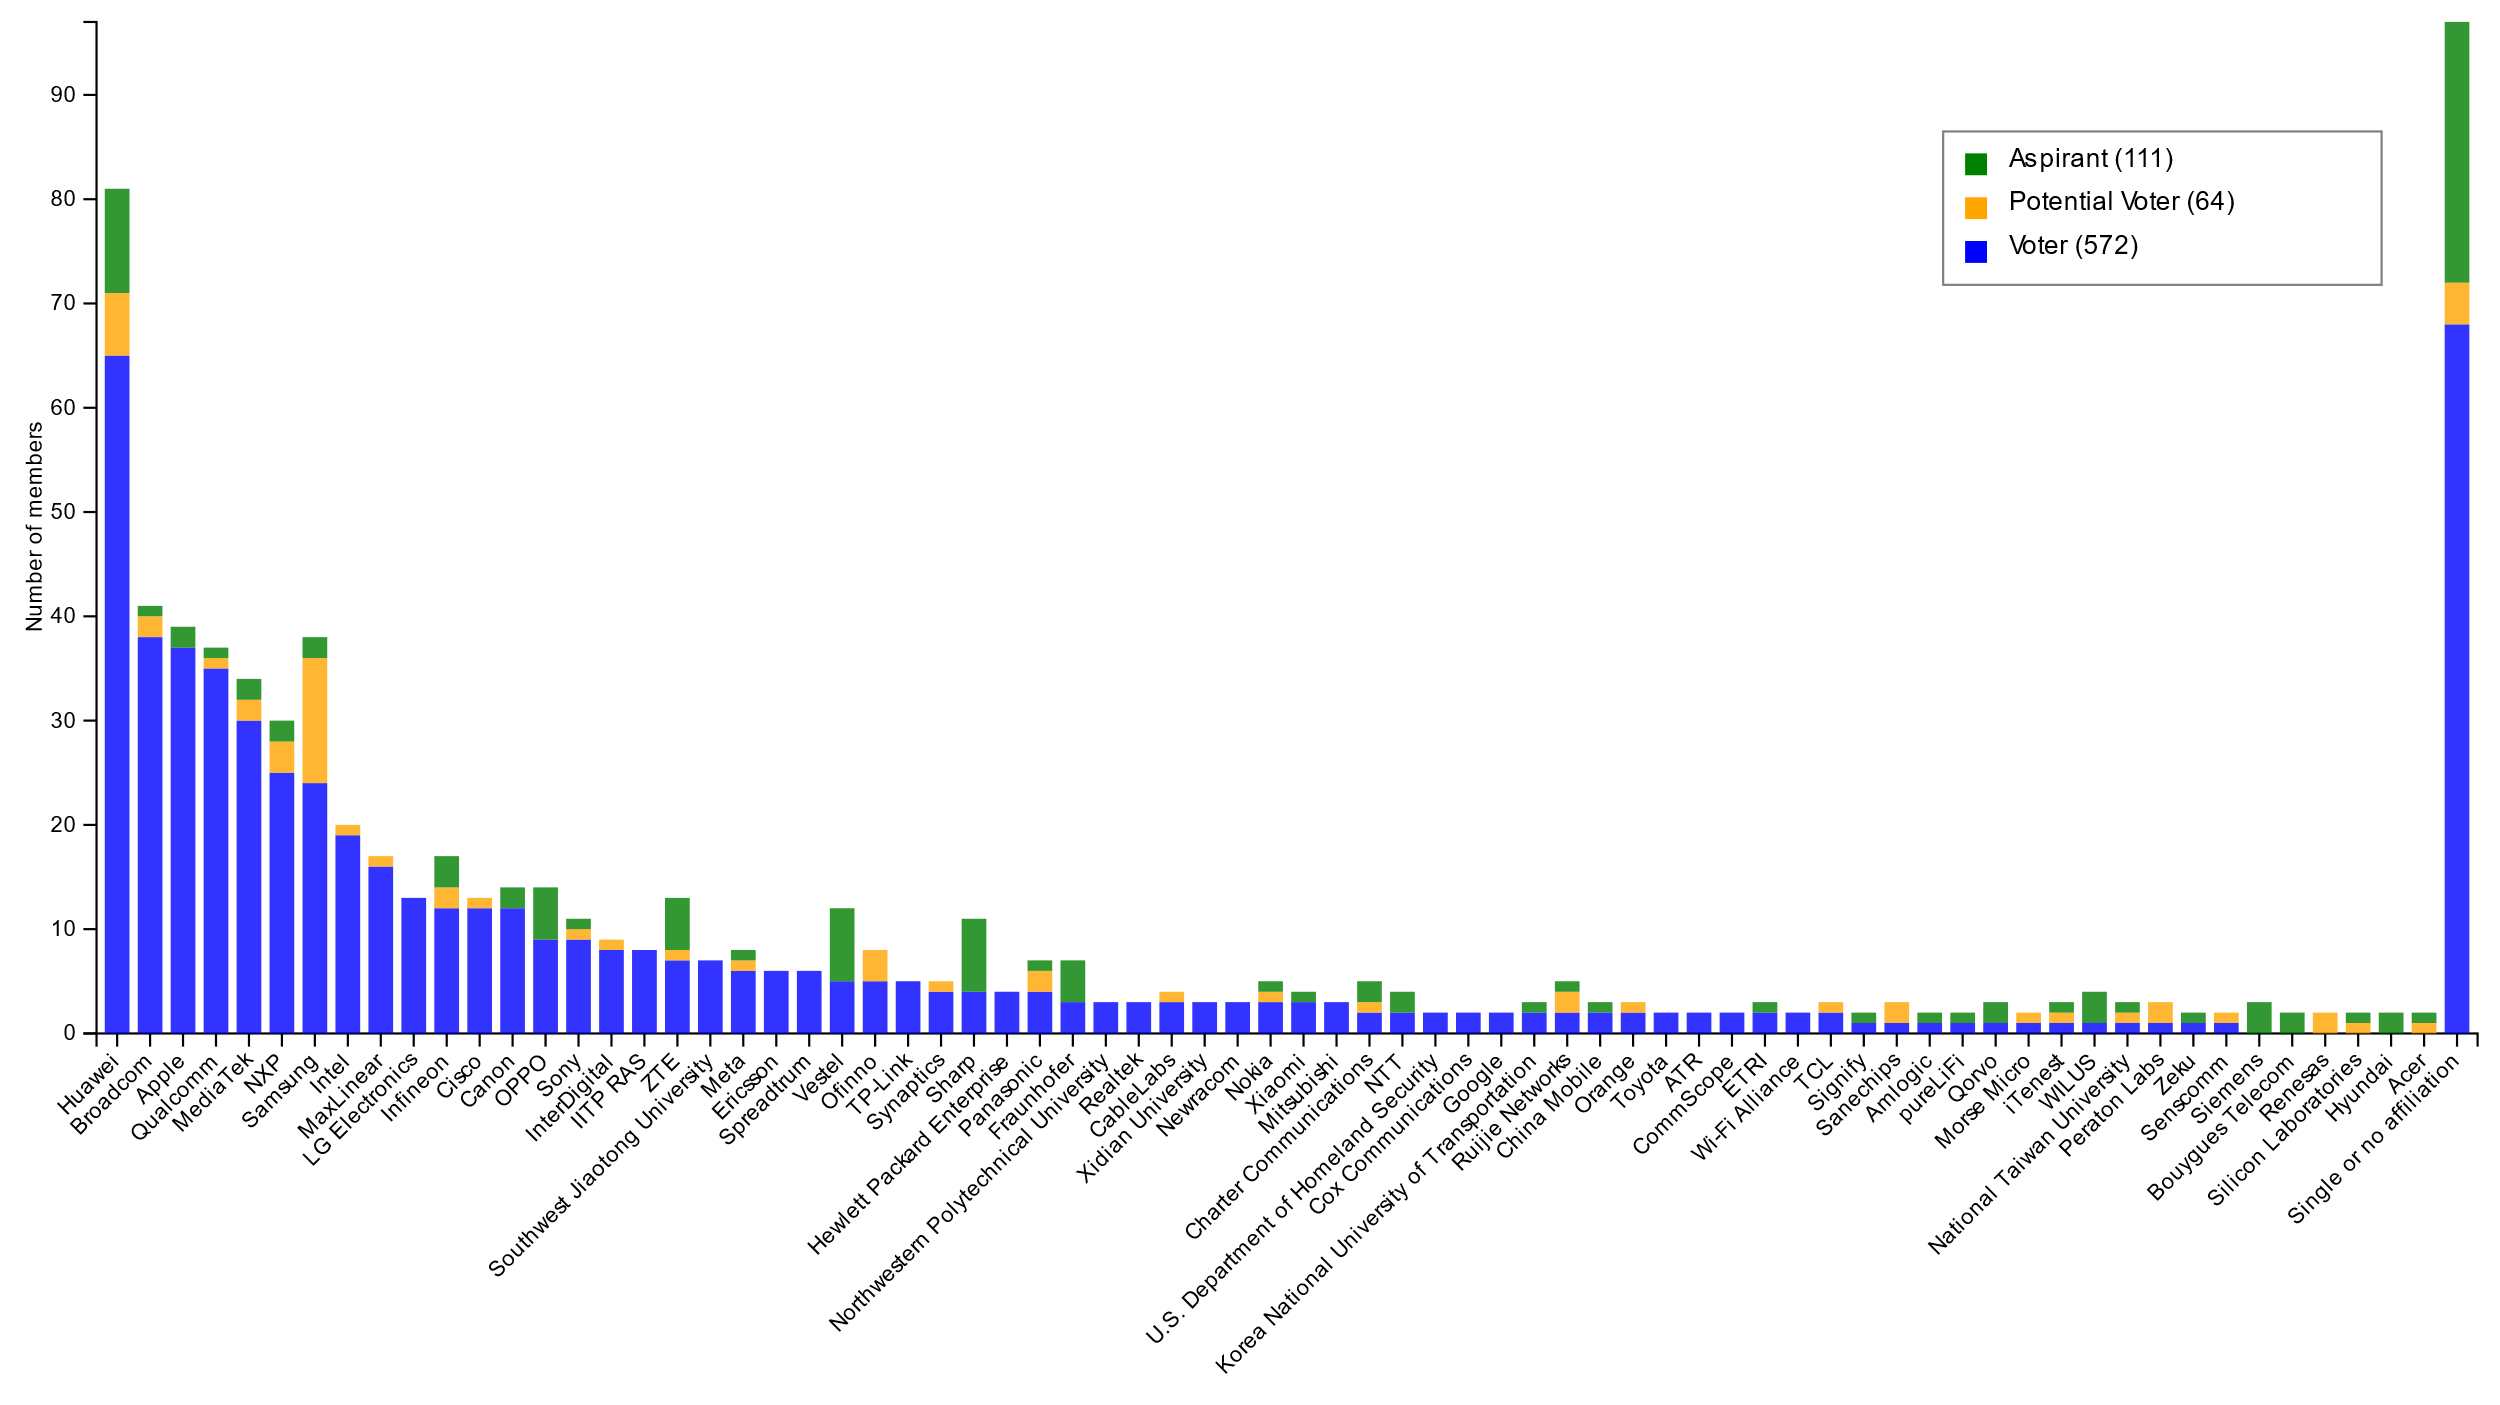 90
80
70
60
50
40
30
20
10
0
Number of members
Aspirant (111)
Potential Voter (64)
Voter (572)
Huawei
Broadcom
Apple
Qualcomm
MediaTek
NXP
Samsung
Intel
MaxLinear
LG Electronics
Infineon
Cisco
Canon
OPPO
Sony
InterDigital
IITP RAS
ZTE
Southwest Jiaotong University
Meta
Ericsson
Spreadtrum
Vestel
Ofinno
TP-Link
Synaptics
Sharp
Hewlett Packard Enterprise
Panasonic
Fraunhofer
Northwestern Polytechnical University
Realtek
CableLabs
Xidian University
Newracom
Nokia
Xiaomi
Mitsubishi
Charter Communications
NTT
U.S. Department of Homeland Security
Cox Communications
Google
Korea National University of Transportation
Ruijie Networks
China Mobile
Orange
Toyota
ATR
CommScope
ETRI
Wi-Fi Alliance
TCL
Signify
Sanechips
Amlogic
pureLiFi
Qorvo
Morse Micro
iTenest
WILUS
National Taiwan University
Peraton Labs
Zeku
Senscomm
Siemens
Bouygues Telecom
Renesas
Silicon Laboratories
Hyundai
Acer
Single or no affiliation